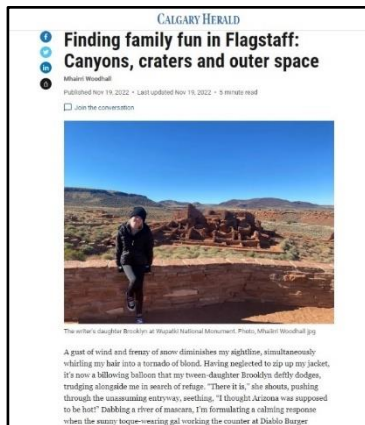 CALGARY HERALD
Finding family fun in Flagstaff:
Canyons, craters and outer space
Mhairri Woodhall
Published Nov 19, 2022 • Last updated Nov 19, 2022 • 5 minute read
Join the conversation
The writer's daughter Brooklyn at Wupatki National Monument. Photo, Mhairri Woodhall jpg
A gust of wind and frenzy of snow diminishes my sightline, simultaneously
whirling my hair into a tornado of blond. Having neglected to zip up my jacket,
it's now a billowing balloon that my tween-daughter Brooklyn deftly dodges,
trudging alongside me in search of refuge. "There it is," she shouts, pushing
through the unassuming entryway, seething, "I thought Arizona was supposed
to be hot!" Dabbing a river of mascara, I'm formulating a calming response
when the sunny toque-wearing gal working the counter at Diablo Burger